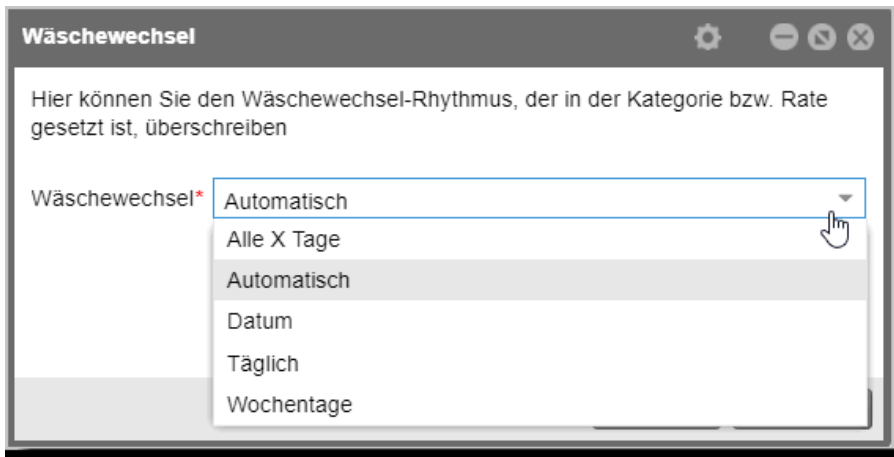 Wäschewechsel
Hier können Sie den Wäschewechsel-Rhythmus, der in der Kategorie bzw. Rate
gesetzt ist, überschreiben
Wäschewechsel* Automatisch
Alle X Tage
Automatisch
Datum
Täglich
Wochentage